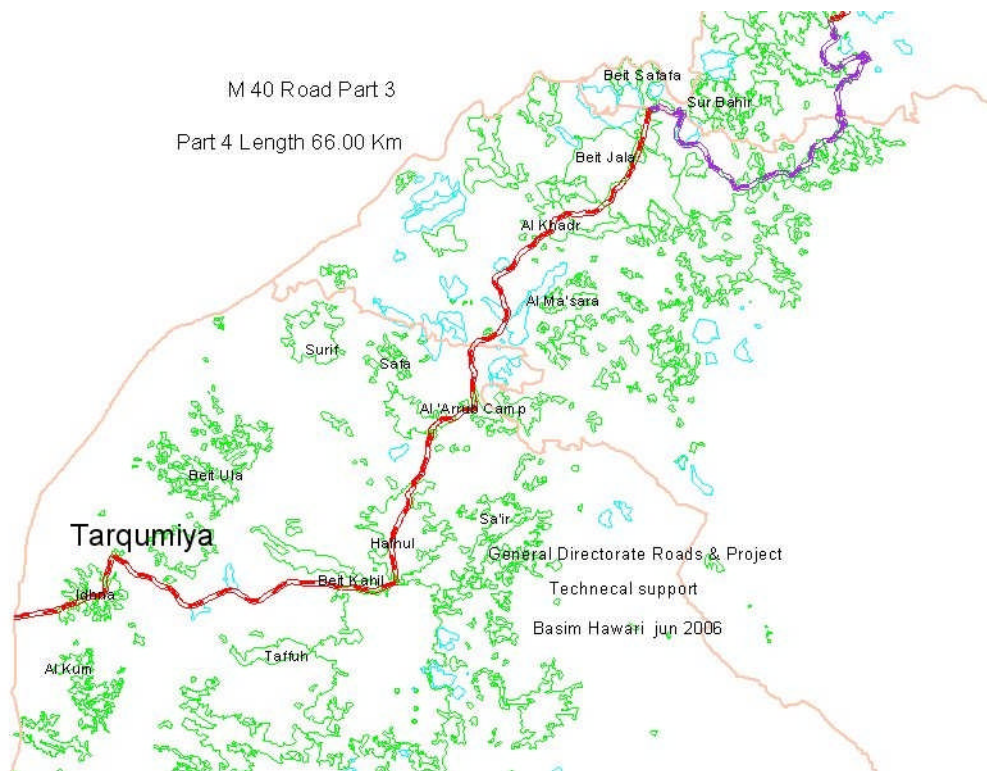 M 40 Road Part 3
Part 4 Length 66.00 Km
Beit Safafa
Sur Bahir
Beit Jala
Al Khadr
Al Ma'sara
Surif
Safa
Al 'Arrub Camp
Beit Ula
Tarqumiya
Sa'ir
Halhul
General Directorate Roads & Project
Beit Kahil
Technecal support
Idhna
Basim Hawari jun 2006
Taffuh
Al Kum